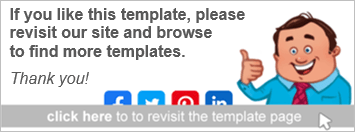 If you like this template, please
revisit our site and browse
to find more templates.
Thank you!
f P in
click here to to revisit the template page